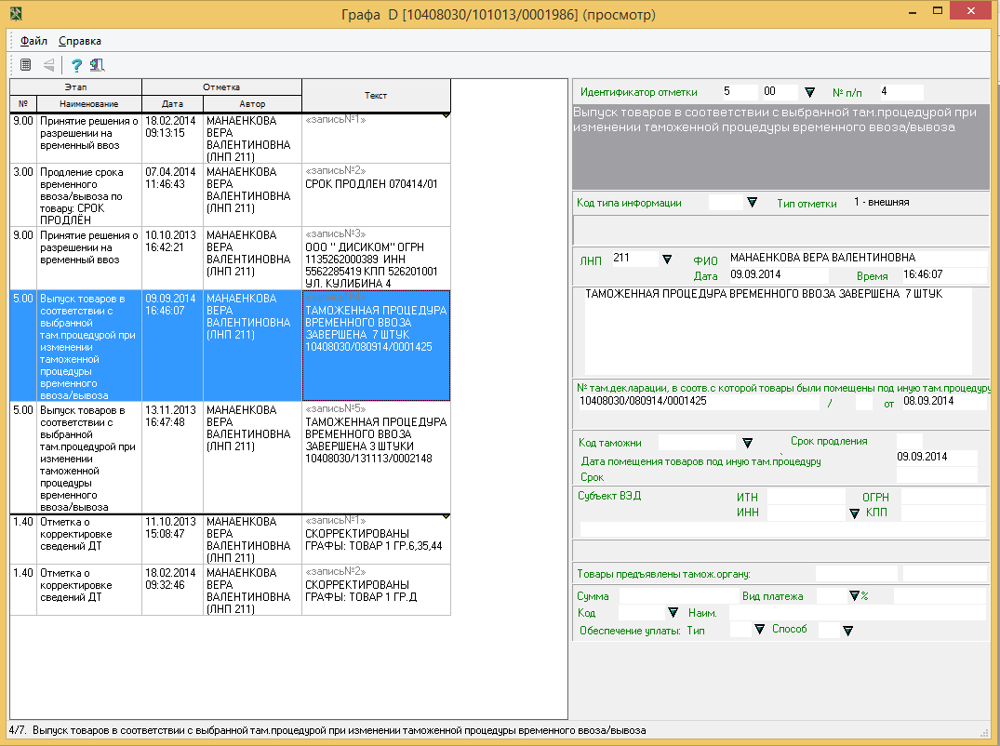 Графа D [10408030/101013/0001986] (просмотр)
Файл Справка
Этап Отметка Текст
№ Наименование Дата Автор
9.00 Принятие решения о разрешении на временный ввоз 18.02.2014 09:13:15 МАНАЕНКОВА ВЕРА ВАЛЕНТИНОВНА (ЛНП 211) «запись№1»
3.00 Продление срока временного ввоза/вывоза по товару: СРОК ПРОДЛЁН 07.04.2014 11:46:43 МАНАЕНКОВА ВЕРА ВАЛЕНТИНОВНА (ЛНП 211) «запись№2» СРОК ПРОДЛЕН 070414/01
9.00 Принятие решения о разрешении на временный ввоз 10.10.2013 16:42:21 МАНАЕНКОВА ВЕРА ВАЛЕНТИНОВНА (ЛНП 211) «запись№3» ООО " ДИСИКОМ" ОГРН 1135262000389 ИНН 5562285419 КПП 526201001 УЛ. КУЛИБИНА 4
5.00 Выпуск товаров в соответствии с выбранной там.процедурой при изменении таможенной процедуры временного ввоза/вывоза 09.09.2014 16:46:07 МАНАЕНКОВА ВЕРА ВАЛЕНТИНОВНА (ЛНП 211) ТАМОЖЕННАЯ ПРОЦЕДУРА ВРЕМЕННОГО ВВОЗА ЗАВЕРШЕНА 7 ШТУК 10408030/080914/0001425
5.00 Выпуск товаров в соответствии с выбранной там.процедурой при изменении таможенной процедуры временного ввоза/вывоза 13.11.2013 16:47:48 МАНАЕНКОВА ВЕРА ВАЛЕНТИНОВНА (ЛНП 211) «запись№5» ТАМОЖЕННАЯ ПРОЦЕДУРА ВРЕМЕННОГО ВВОЗА ЗАВЕРШЕНА 3 ШТУКИ 10408030/131113/0002148
1.40 Отметка о корректировке сведений ДТ 11.10.2013 15:08:47 МАНАЕНКОВА ВЕРА ВАЛЕНТИНОВНА (ЛНП 211) «запись№1» СКОРРЕКТИРОВАНЫ ГРАФЫ: ТОВАР 1 ГР.6,35,44
1.40 Отметка о корректировке сведений ДТ 18.02.2014 09:32:46 МАНАЕНКОВА ВЕРА ВАЛЕНТИНОВНА (ЛНП 211) «запись№2» СКОРРЕКТИРОВАНЫ ГРАФЫ: ТОВАР 1 ГР.Д
Идентификатор отметки 5 00 № п/п 4
Выпуск товаров в соответствии с выбранной там.процедурой при
изменении таможенной процедуры временного ввоза/вывоза
Код типа информации Тип отметки 1 - внешняя
ЛНП 211 ФИО МАНАЕНКОВА ВЕРА ВАЛЕНТИНОВНА
Дата 09.09.2014 Время 16:46:07
ТАМОЖЕННАЯ ПРОЦЕДУРА ВРЕМЕННОГО ВВОЗА ЗАВЕРШЕНА 7 ШТУК
№ там.декларации, в соотв.с которой товары были помещены под иную там.процедуру
10408030/080914/0001425 / от 08.09.2014
Код таможни Срок продления
Дата помещения товаров под иную там.процедуру 09.09.2014
Срок
Субъект ВЭД ИТН ОГРН
ИНН КПП
Товары предъявлены тамож.органу:
Сумма Вид платежа %
Код Наим.
Обеспечение уплаты: Тип Способ
4/7. Выпуск товаров в соответствии с выбранной там.процедурой при изменении таможенной процедуры временного ввоза/вывоза